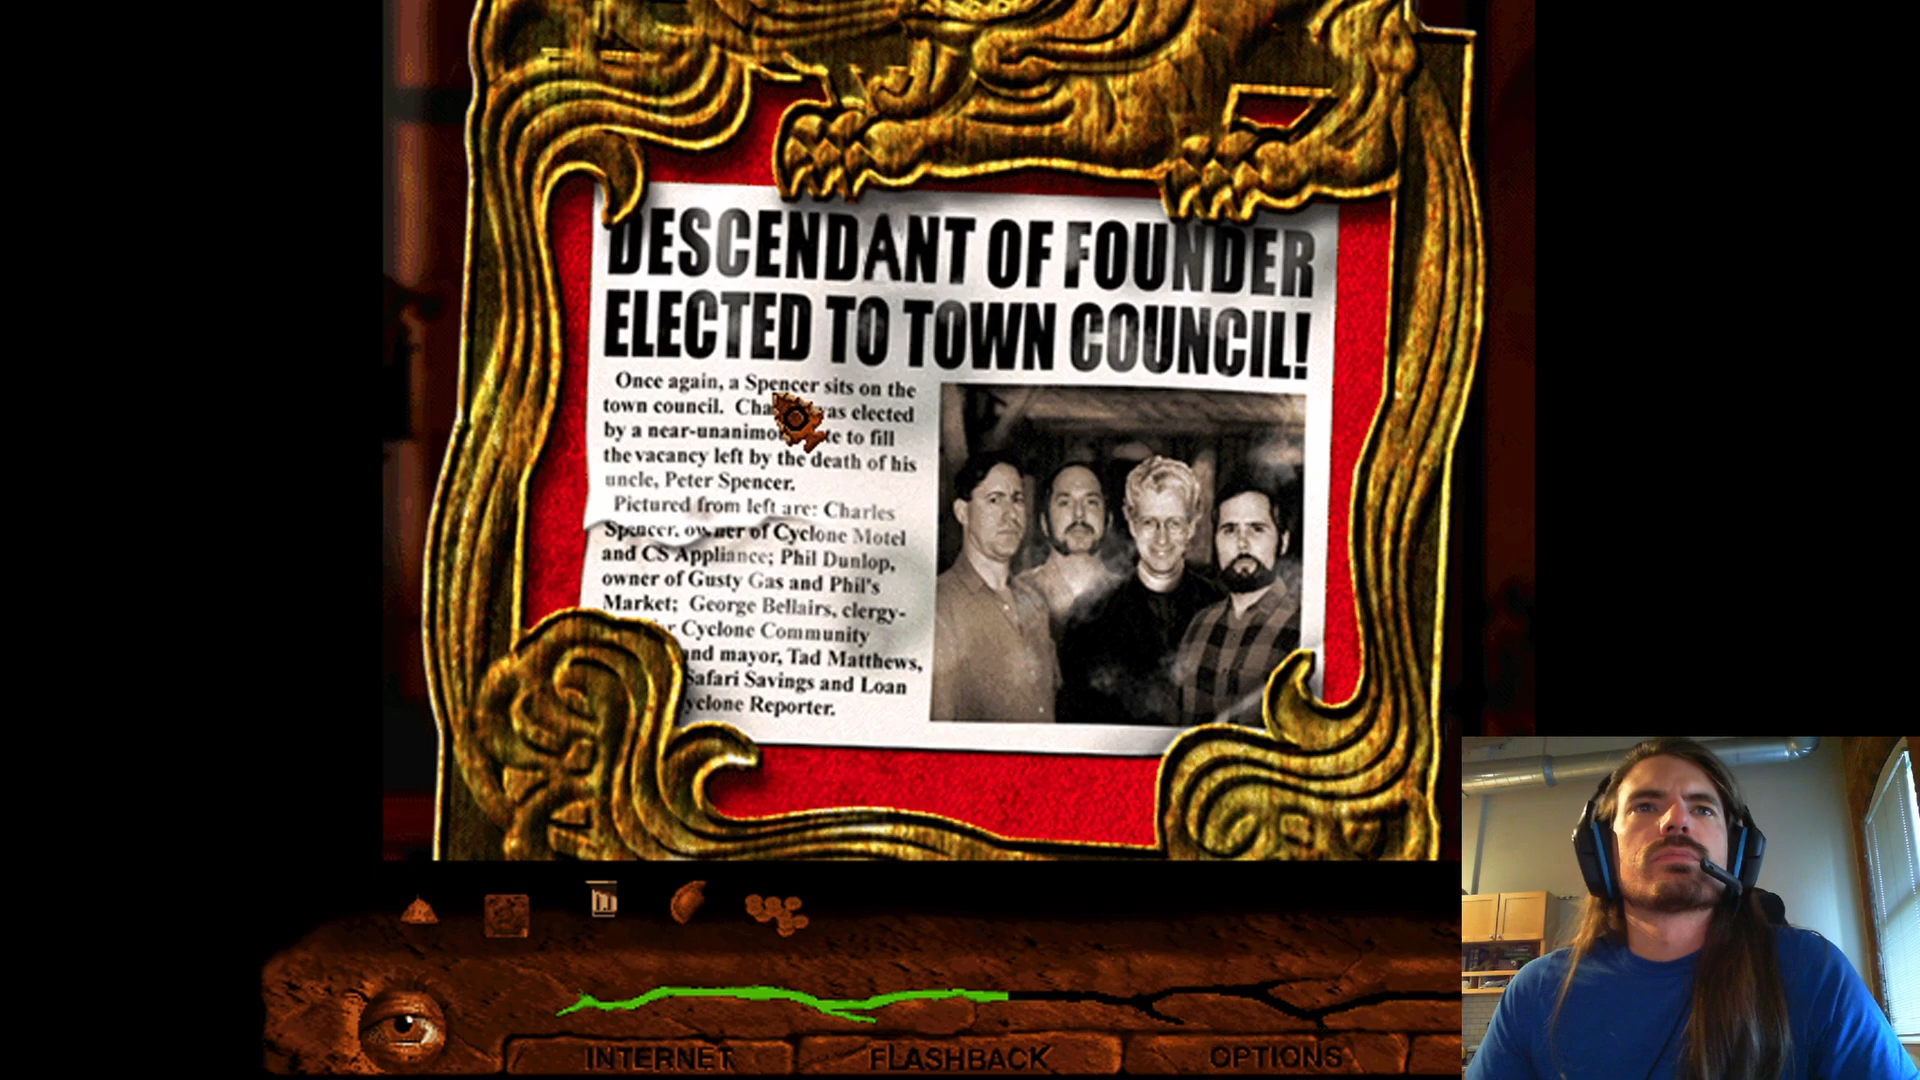 DESCENDANT OF FOUNDER
ELECTED TO TOWN COUNCIL!
Once again, a Spencer sits on the
town council. Cha as elected
by a near-unanimo te to fill
the vacancy left by the death of his
uncle, Peter Spencer.
Pictured from left are: Charles
Spencer, owner of Cyclone Motel
and CS Appliance; Phil Dunlop,
owner of Gusty Gas and Phil's
Market; George Bellairs, clergy-
r Cyclone Community
and mayor, Tad Matthews,
Safari Savings and Loan
yclone Reporter.
INTERNET FLASHBACK OPTIONS